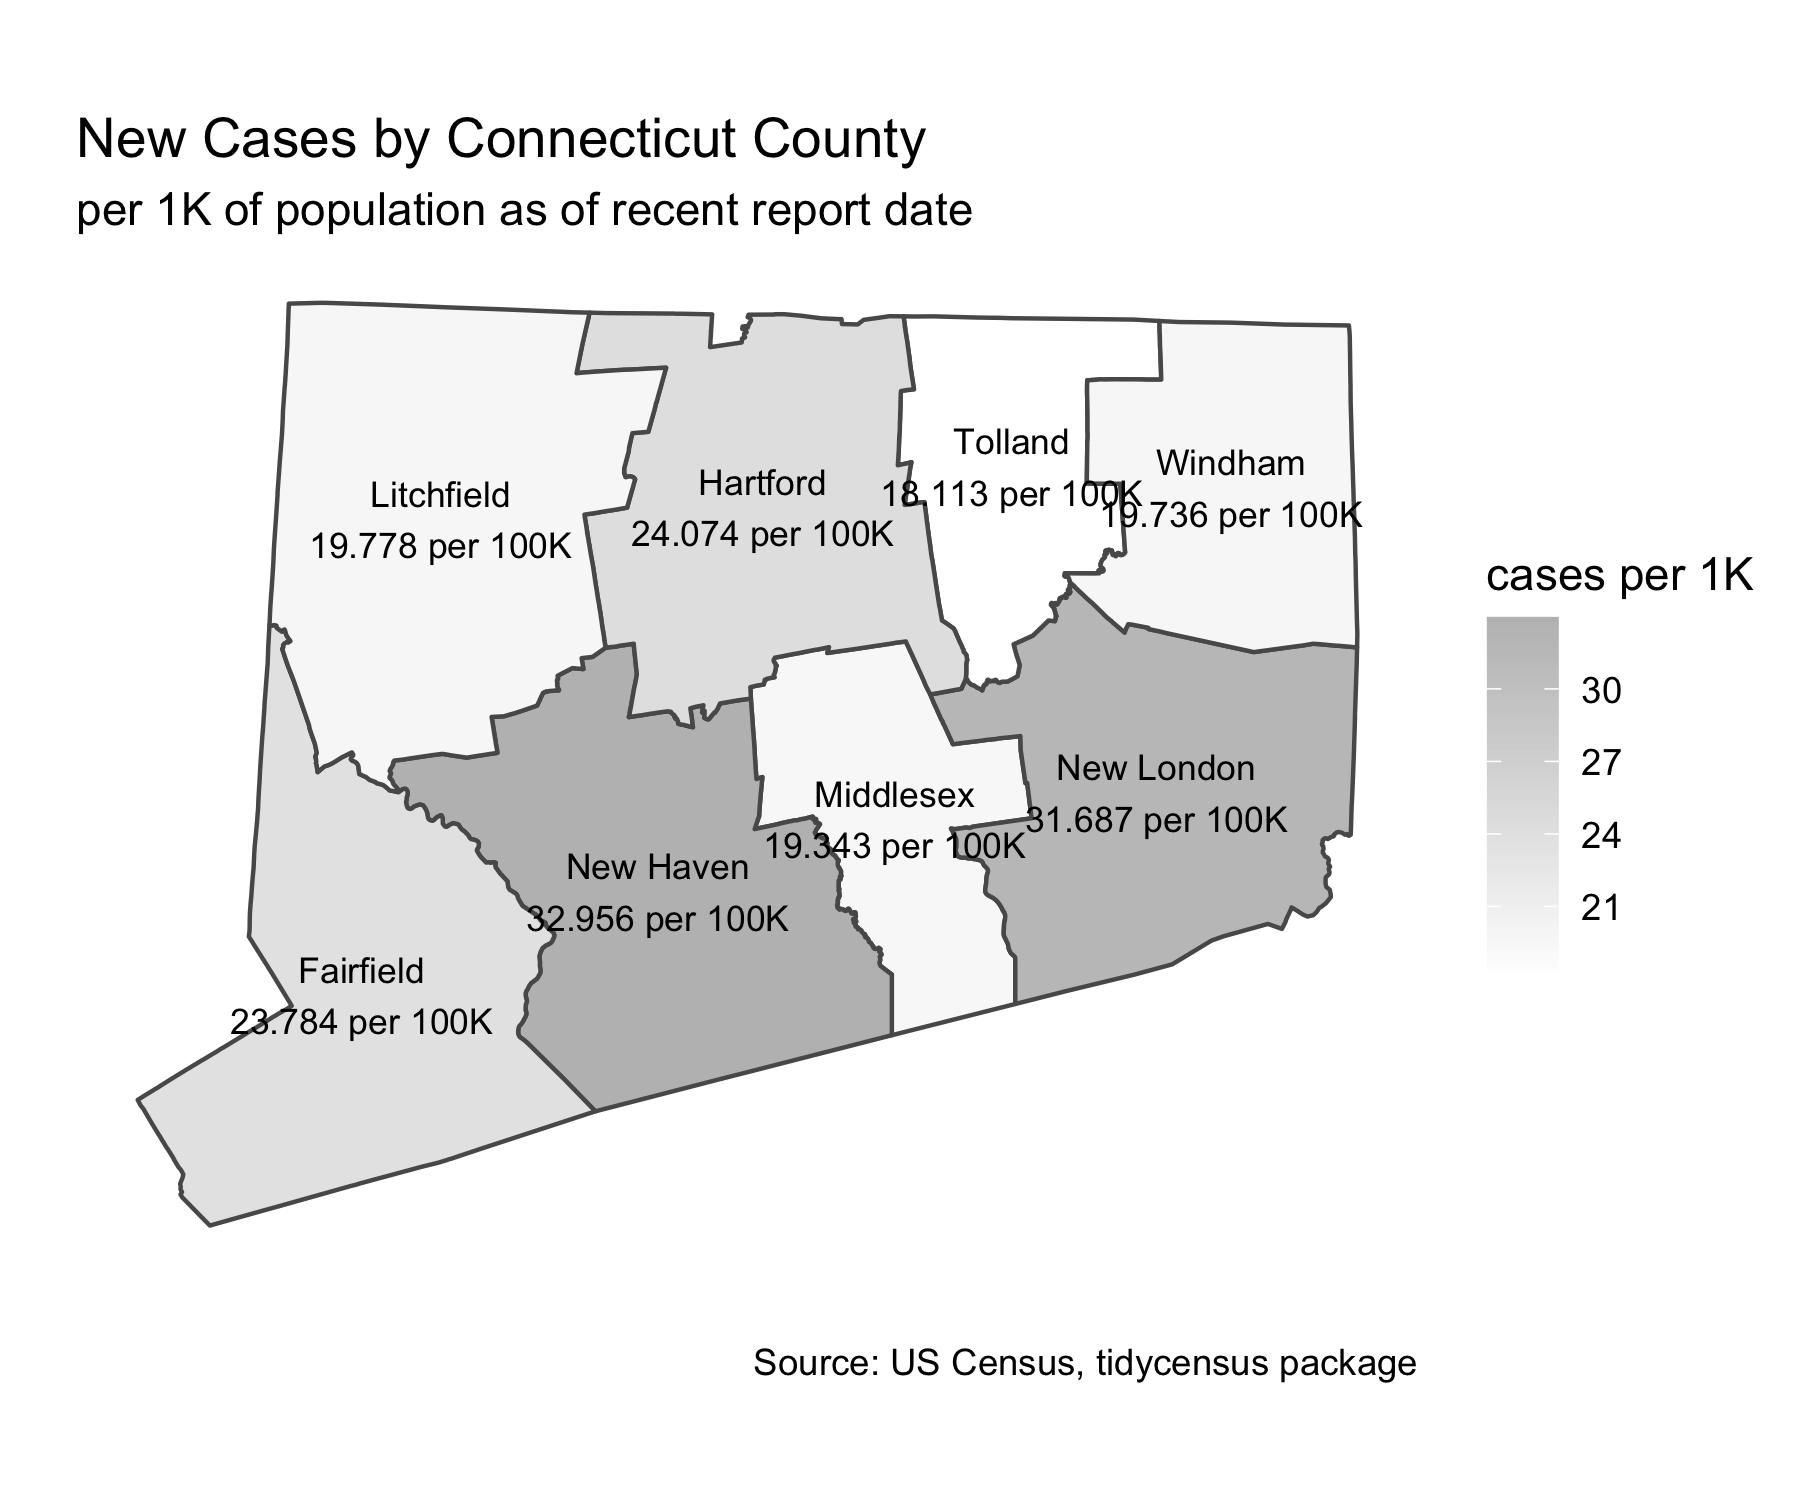 New Cases by Connecticut County
per 1K of population as of recent report date
Tolland
18.113 per 100K
Windham
19.736 per 100K
Hartford
24.074 per 100K
Litchfield
19.778 per 100K
New London
31.687 per 100K
Middlesex
19.343 per 100K
New Haven
32.956 per 100K
Fairfield
23.784 per 100K
cases per 1K
30
27
24
21
Source: US Census, tidycensus package